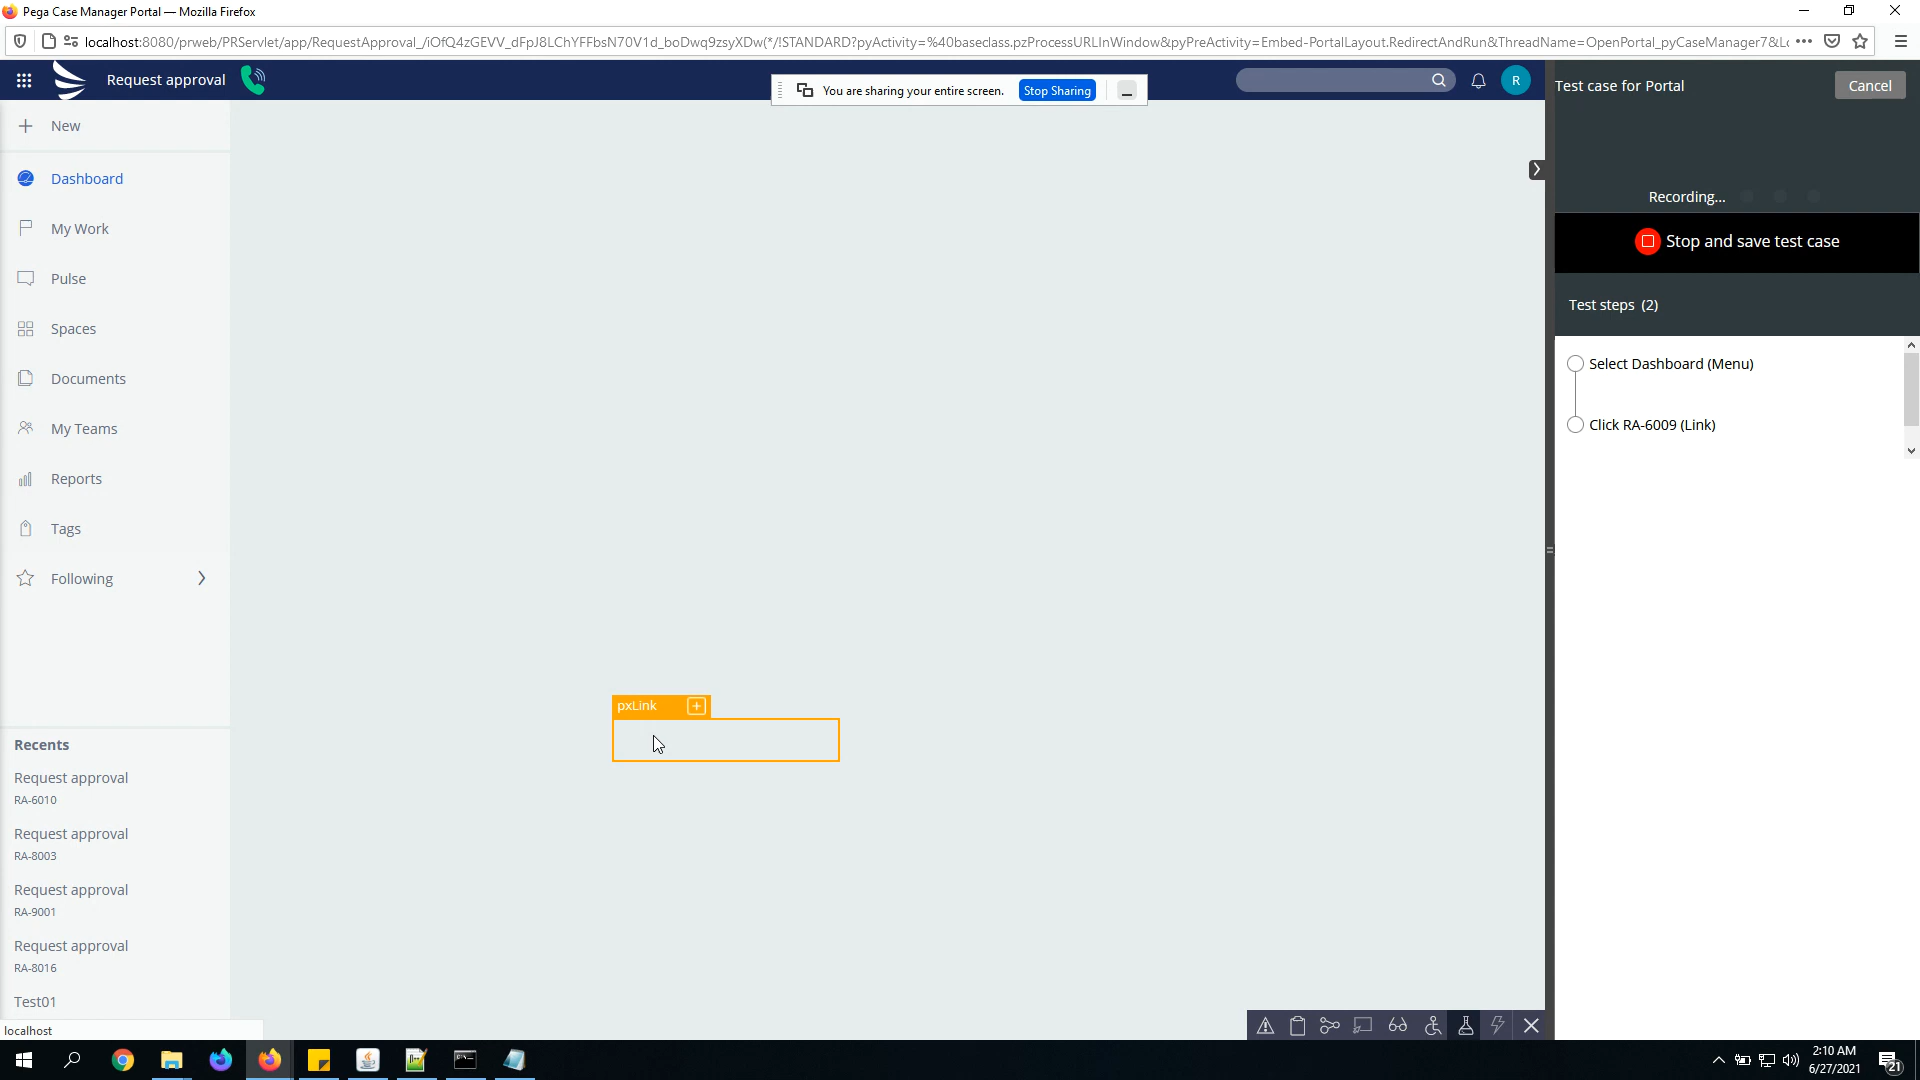 Pega Case Manager Portal — Mozilla Firefox
localhost:8080/prweb/PRServlet/app/RequestApproval_/iOfQ4zGEVV_dFpJ8LChYFFbsN70V1d_boDwq9zsyXDw(*/!STANDARD?pyActivity=%40baseclass.pzProcessURLInWindow&pyPreActivity=Embed-PortalLayout.RedirectAndRun&ThreadName=OpenPortal_pyCaseManager7&Lo
Request approval
You are sharing your entire screen. Stop Sharing
R
Test case for Portal
Cancel
New
Dashboard
My Work
Pulse
Spaces
Documents
My Teams
Reports
Tags
Following
Recording...
Stop and save test case
Test steps (2)
Select Dashboard (Menu)
Click RA-6009 (Link)
pxLink
Recents
Request approval
RA-6010
Request approval
RA-8003
Request approval
RA-9001
Request approval
RA-8016
Test01
localhost
2:10 AM
6/27/2021
21